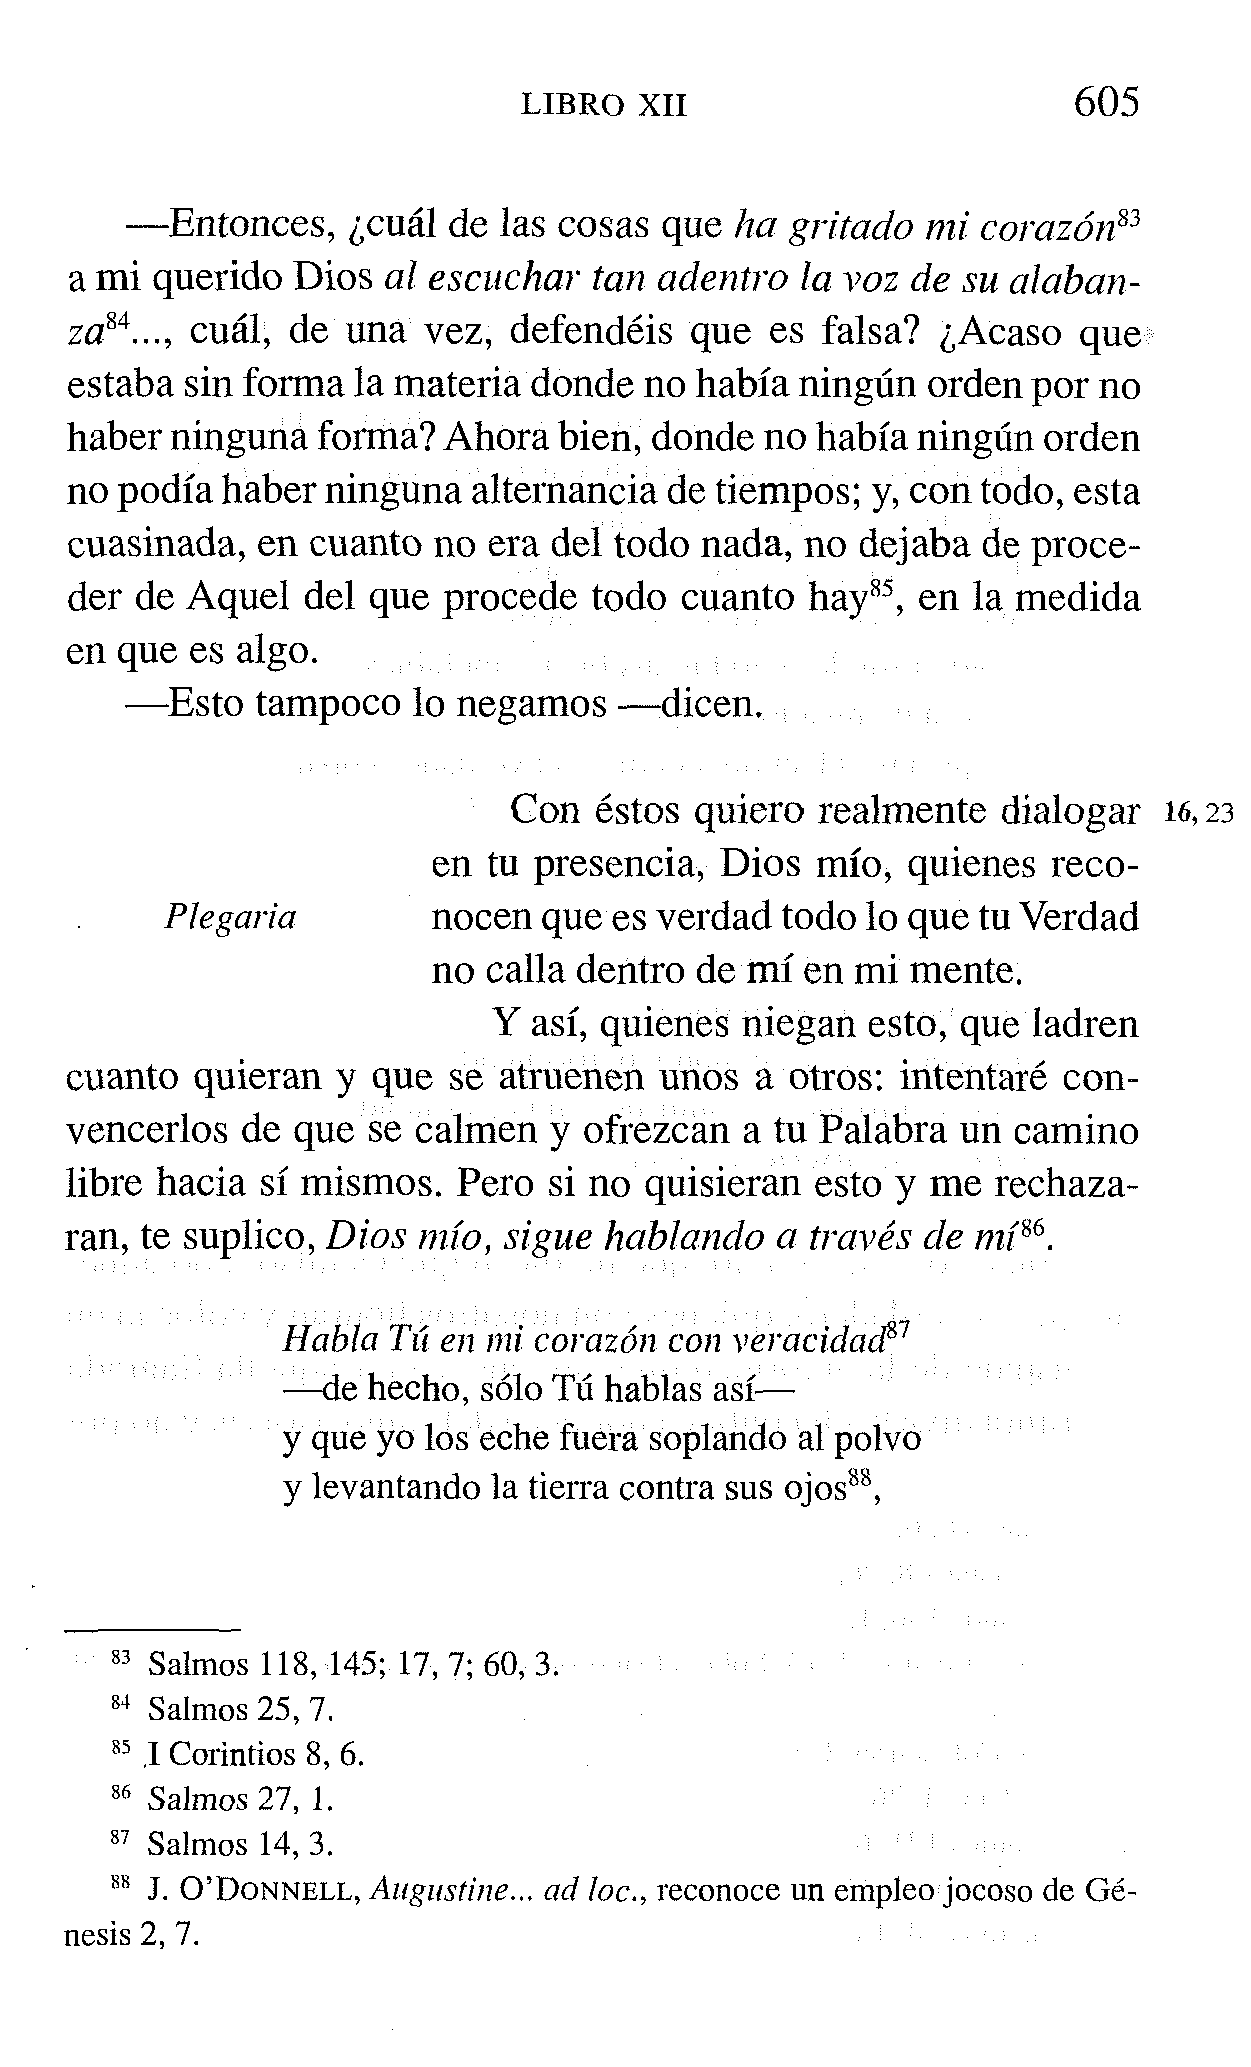 LIBRO XII 605
—Entonces, ¿cuál de las cosas que ha gritado mi corazón⁸³
a mi querido Dios al escuchar tan adentro la voz de su alaban-
za⁸⁴..., cuál, de una vez, defendéis que es falsa? ¿Acaso que
estaba sin forma la materia donde no había ningún orden por no
haber ninguna forma? Ahora bien, donde no había ningún orden
no podía haber ninguna alternancia de tiempos; y, con todo, esta
cuasinada, en cuanto no era del todo nada, no dejaba de proce-
der de Aquel del que procede todo cuanto hay⁸⁵, en la medida
en que es algo.
—Esto tampoco lo negamos —dicen.
Con éstos quiero realmente dialogar 16, 23
en tu presencia, Dios mío, quienes reco-
Plegaria nocen que es verdad todo lo que tu Verdad
no calla dentro de mí en mi mente.
Y así, quienes niegan esto, que ladren
cuanto quieran y que se atruenen unos a otros: intentaré con-
vencerlos de que se calmen y ofrezcan a tu Palabra un camino
libre hacia sí mismos. Pero si no quisieran esto y me rechaza-
ran, te suplico, Dios mío, sigue hablando a través de mí⁸⁶.
Habla Tú en mi corazón con veracidad⁸⁷
—de hecho, sólo Tú hablas así—
y que yo los eche fuera soplando al polvo
y levantando la tierra contra sus ojos⁸⁸,
⁸³ Salmos 118, 145; 17, 7; 60, 3.
⁸⁴ Salmos 25, 7.
⁸⁵ I Corintios 8, 6.
⁸⁶ Salmos 27, 1.
⁸⁷ Salmos 14, 3.
⁸⁸ J. O’DONNELL, Augustine... ad loc., reconoce un empleo jocoso de Gé-
nesis 2, 7.